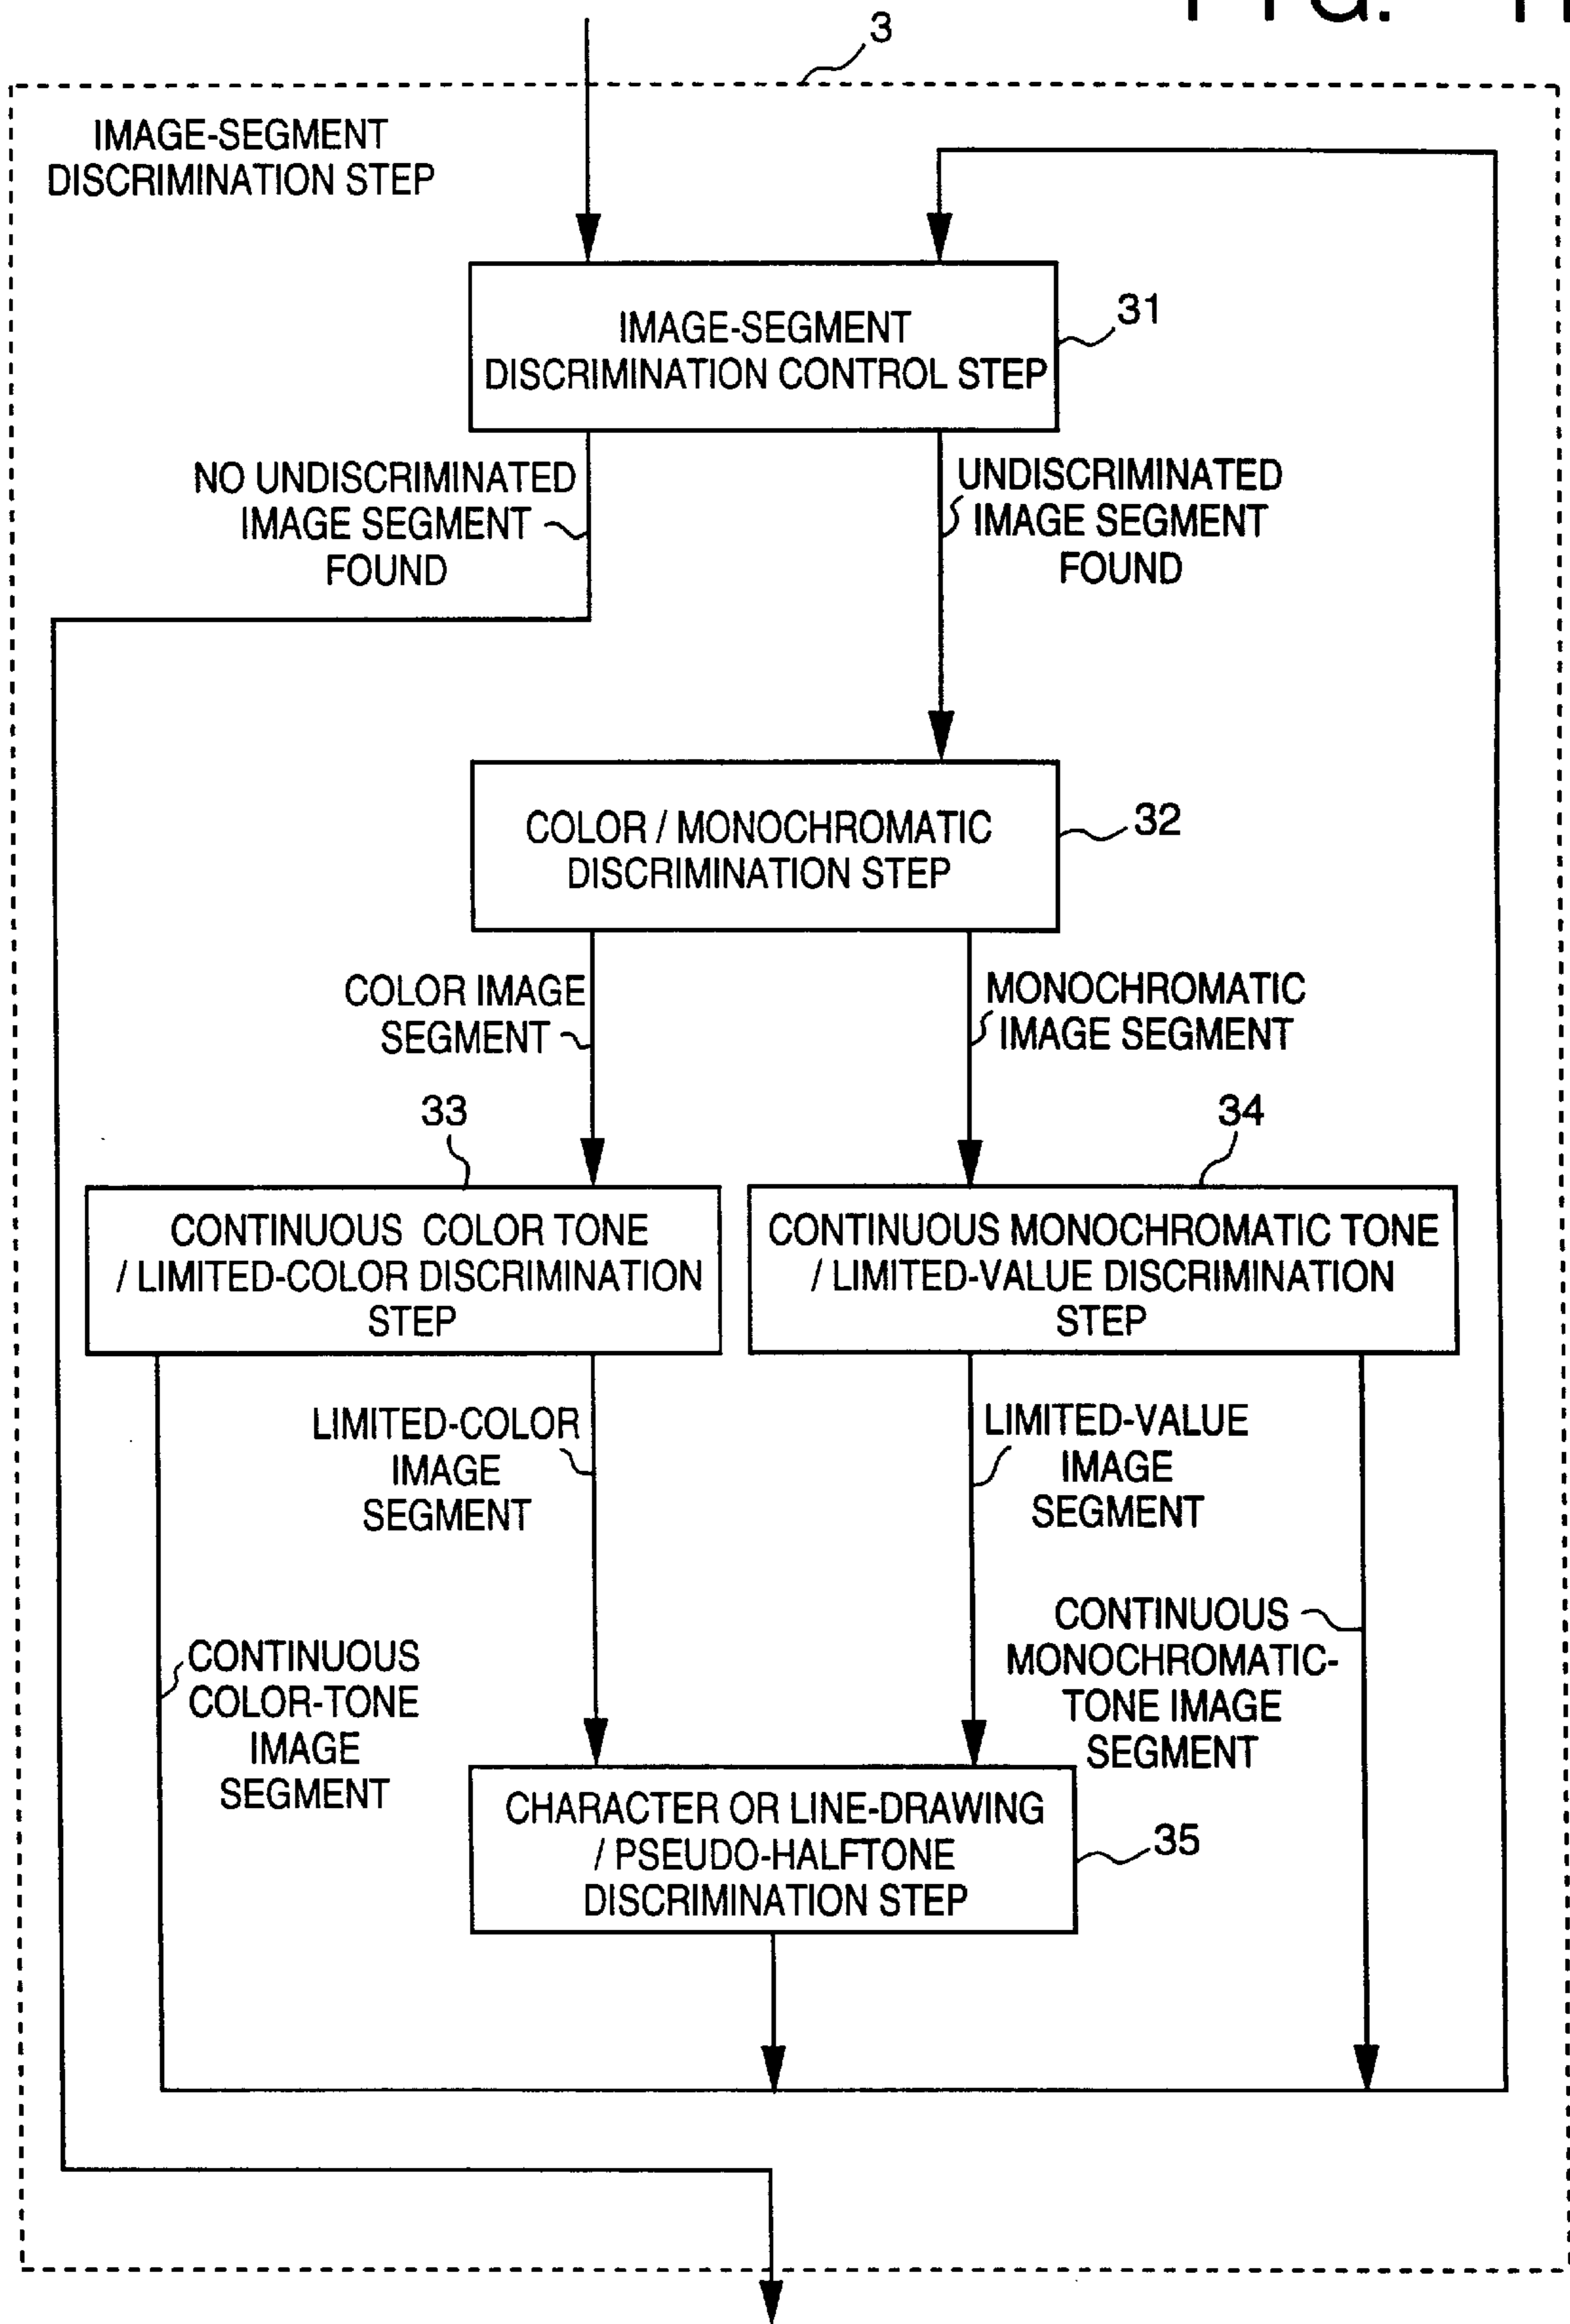 3
IMAGE-SEGMENT
DISCRIMINATION STEP
IMAGE-SEGMENT
DISCRIMINATION CONTROL STEP
31
NO UNDISCRIMINATED
IMAGE SEGMENT
FOUND
UNDISCRIMINATED
IMAGE SEGMENT
FOUND
COLOR / MONOCHROMATIC
DISCRIMINATION STEP
32
COLOR IMAGE
SEGMENT
MONOCHROMATIC
IMAGE SEGMENT
33
34
CONTINUOUS COLOR TONE
/ LIMITED-COLOR DISCRIMINATION
STEP
CONTINUOUS MONOCHROMATIC TONE
/ LIMITED-VALUE DISCRIMINATION
STEP
LIMITED-COLOR
IMAGE
SEGMENT
LIMITED-VALUE
IMAGE
SEGMENT
CONTINUOUS
COLOR-TONE
IMAGE
SEGMENT
CONTINUOUS
MONOCHROMATIC-
TONE IMAGE
SEGMENT
CHARACTER OR LINE-DRAWING
/ PSEUDO-HALFTONE
DISCRIMINATION STEP
35